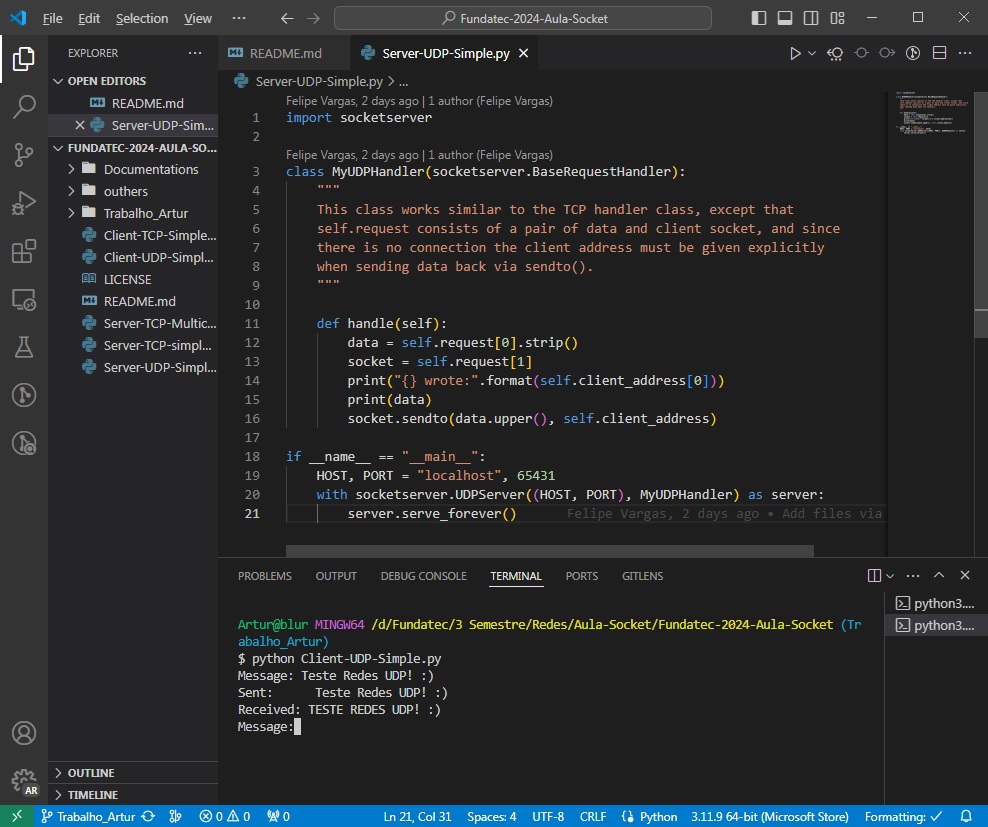 File Edit Selection View ··· Fundatec-2024-Aula-Socket
EXPLORER ···
OPEN EDITORS
README.md
Server-UDP-Sim...
FUNDATEC-2024-AULA-SO...
Documentations
outhers
Trabalho_Artur
Client-TCP-Simple...
Client-UDP-Simpl...
LICENSE
README.md
Server-TCP-Multic...
Server-TCP-simpl...
Server-UDP-Simpl...
OUTLINE
TIMELINE
README.md Server-UDP-Simple.py
Server-UDP-Simple.py > ...
Felipe Vargas, 2 days ago | 1 author (Felipe Vargas)
1 import socketserver
2
Felipe Vargas, 2 days ago | 1 author (Felipe Vargas)
3 class MyUDPHandler(socketserver.BaseRequestHandler):
4 """
5 This class works similar to the TCP handler class, except that
6 self.request consists of a pair of data and client socket, and since
7 there is no connection the client address must be given explicitly
8 when sending data back via sendto().
9 """
10
11 def handle(self):
12 data = self.request[0].strip()
13 socket = self.request[1]
14 print("{} wrote:".format(self.client_address[0]))
15 print(data)
16 socket.sendto(data.upper(), self.client_address)
17
18 if __name__ == "__main__":
19 HOST, PORT = "localhost", 65431
20 with socketserver.UDPServer((HOST, PORT), MyUDPHandler) as server:
21 server.serve_forever() Felipe Vargas, 2 days ago • Add files via
PROBLEMS OUTPUT DEBUG CONSOLE TERMINAL PORTS GITLENS
python3....
python3....
Artur@blur MINGW64 /d/Fundatec/3 Semestre/Redes/Aula-Socket/Fundatec-2024-Aula-Socket (Tr
abalho_Artur)
$ python Client-UDP-Simple.py
Message: Teste Redes UDP! :)
Sent: Teste Redes UDP! :)
Received: TESTE REDES UDP! :)
Message:
AR
Trabalho_Artur 0 0 0 Ln 21, Col 31 Spaces: 4 UTF-8 CRLF Python 3.11.9 64-bit (Microsoft Store) Formatting: ✓